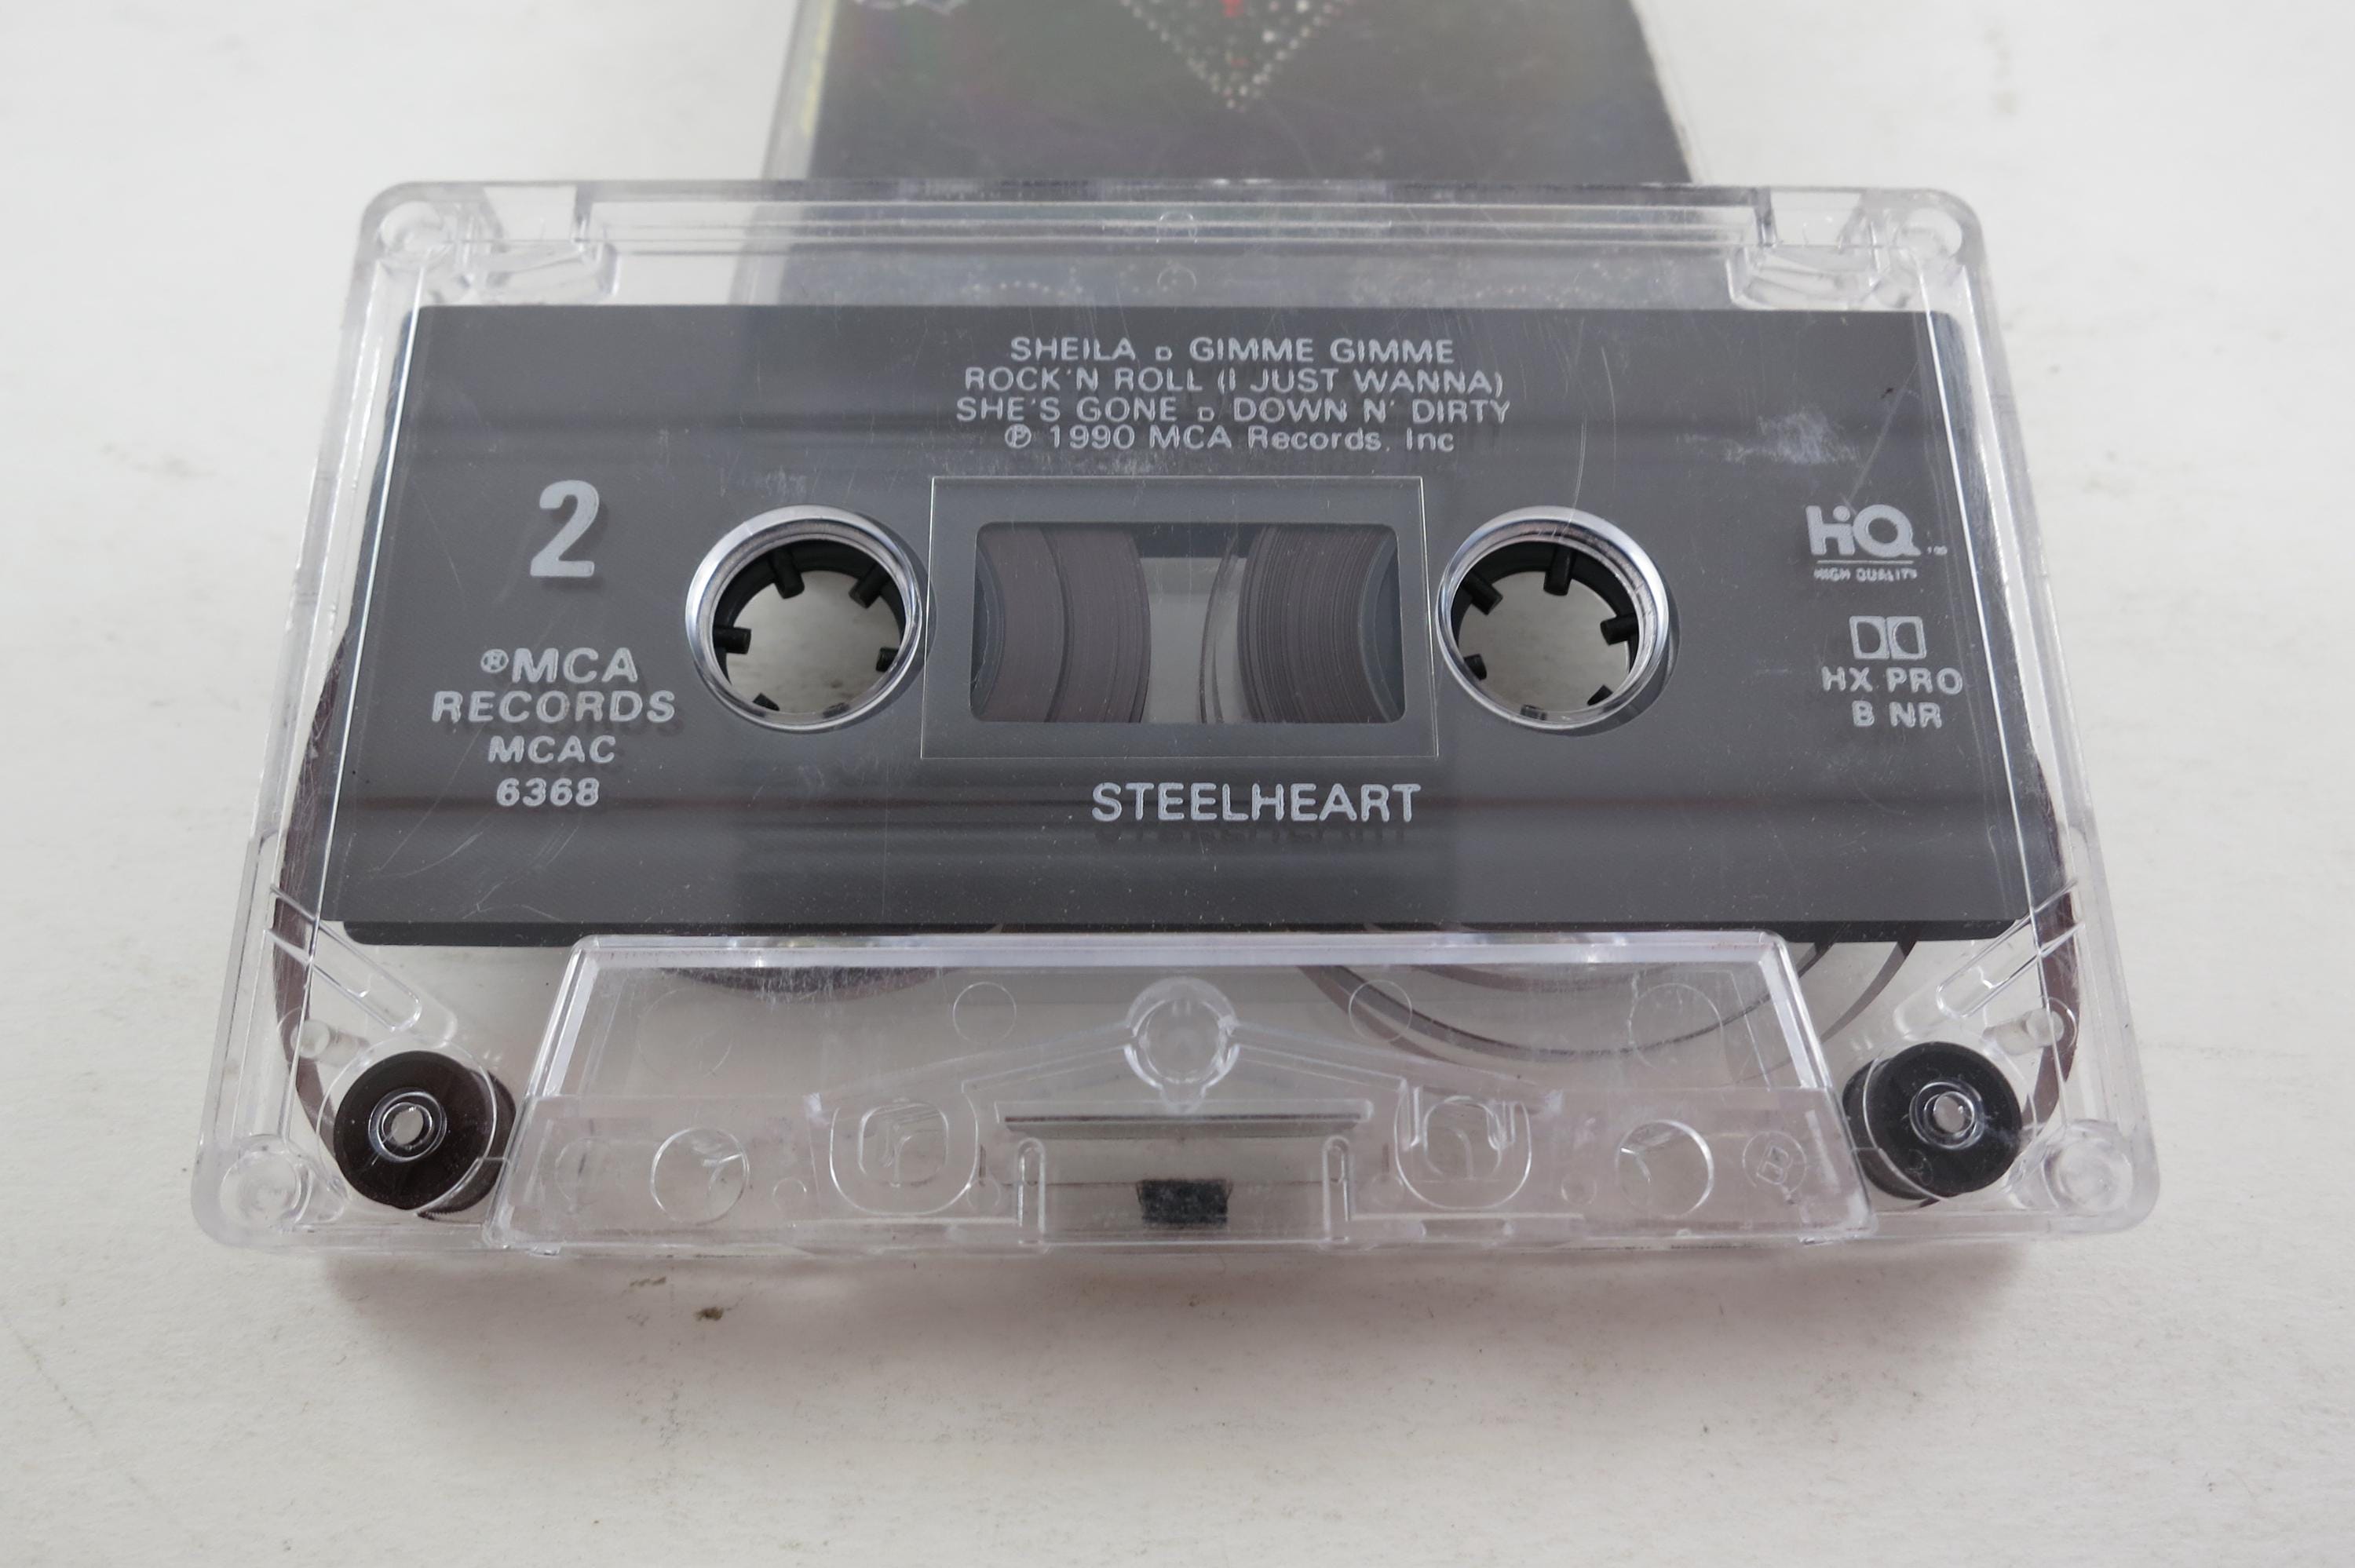 SHEILA ▫ GIMME GIMME
ROCK'N ROLL (I JUST WANNA)
SHE'S GONE ▫ DOWN N' DIRTY
℗ 1990 MCA Records, Inc
2
®MCA
RECORDS
MCAC
6368
HiQ
HIGH QUALITY
HX PRO
B NR
STEELHEART
B